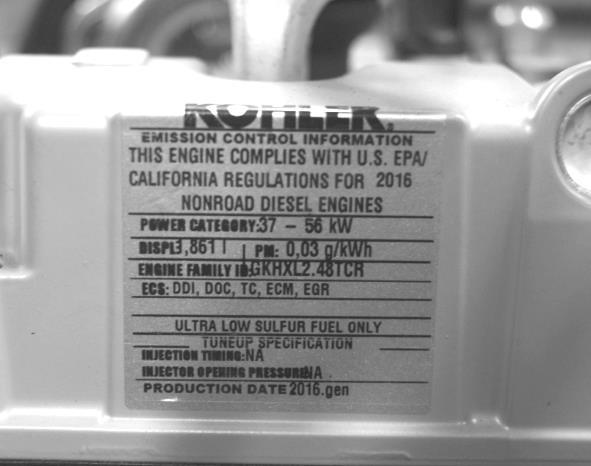 KOHLER
EMISSION CONTROL INFORMATION
THIS ENGINE COMPLIES WITH U.S. EPA/
CALIFORNIA REGULATIONS FOR 2016
NONROAD DIESEL ENGINES
POWER CATEGORY:37 - 56 kW
DISPL 1,861 l PM: 0,03 g/kWh
ENGINE FAMILY ID:GKHXL2.48TCR
ECS: DDI, DOC, TC, ECM, EGR
ULTRA LOW SULFUR FUEL ONLY
TUNEUP SPECIFICATION
INJECTION TIMING:NA
INJECTOR OPENING PRESSURE:NA
PRODUCTION DATE 2016.gen